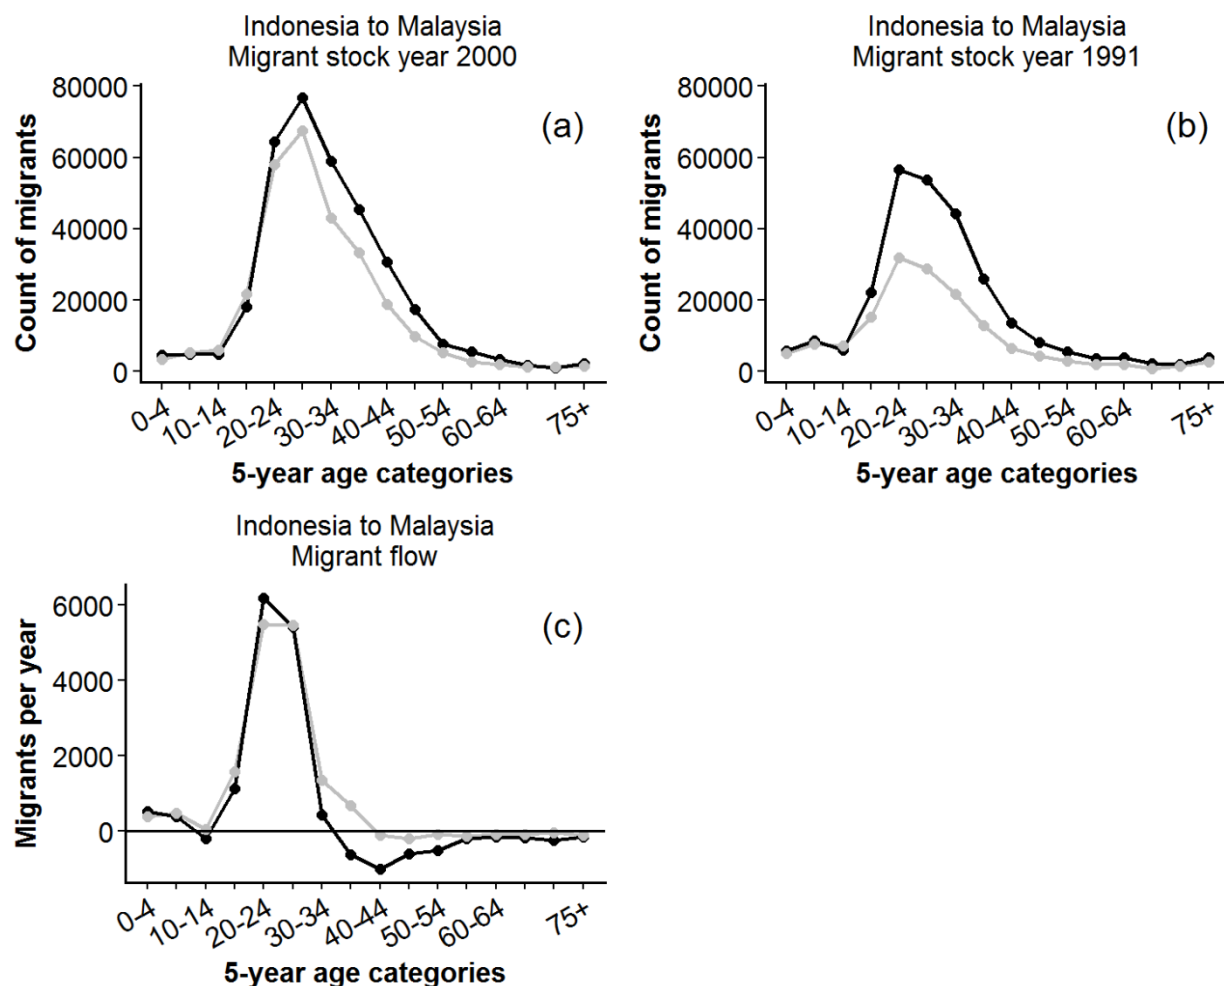 Indonesia to Malaysia
Migrant stock year 2000
(a)
Count of migrants
80000
60000
40000
20000
0
0-4
10-14
20-24
30-34
40-44
50-54
60-64
75+
5-year age categories
Indonesia to Malaysia
Migrant stock year 1991
(b)
Count of migrants
80000
60000
40000
20000
0
0-4
10-14
20-24
30-34
40-44
50-54
60-64
75+
5-year age categories
Indonesia to Malaysia
Migrant flow
(c)
Migrants per year
6000
4000
2000
0
0-4
10-14
20-24
30-34
40-44
50-54
60-64
75+
5-year age categories